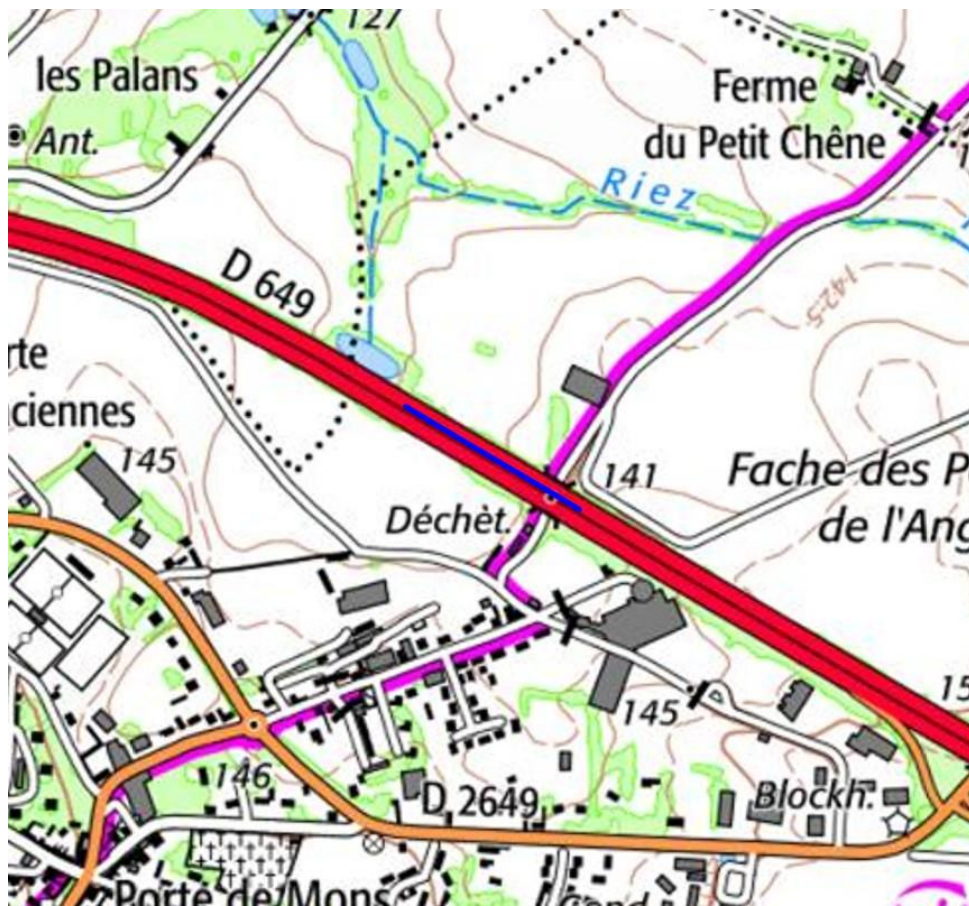 127
les Palans
Ferme
du Petit Chêne
Ant.
Riez
D 649
142.5
rte
ciennes
145
141
Fache des P
de l'Ang
Déchèt.
15
145
146
D 2649
Blockh.
Porte de Mons